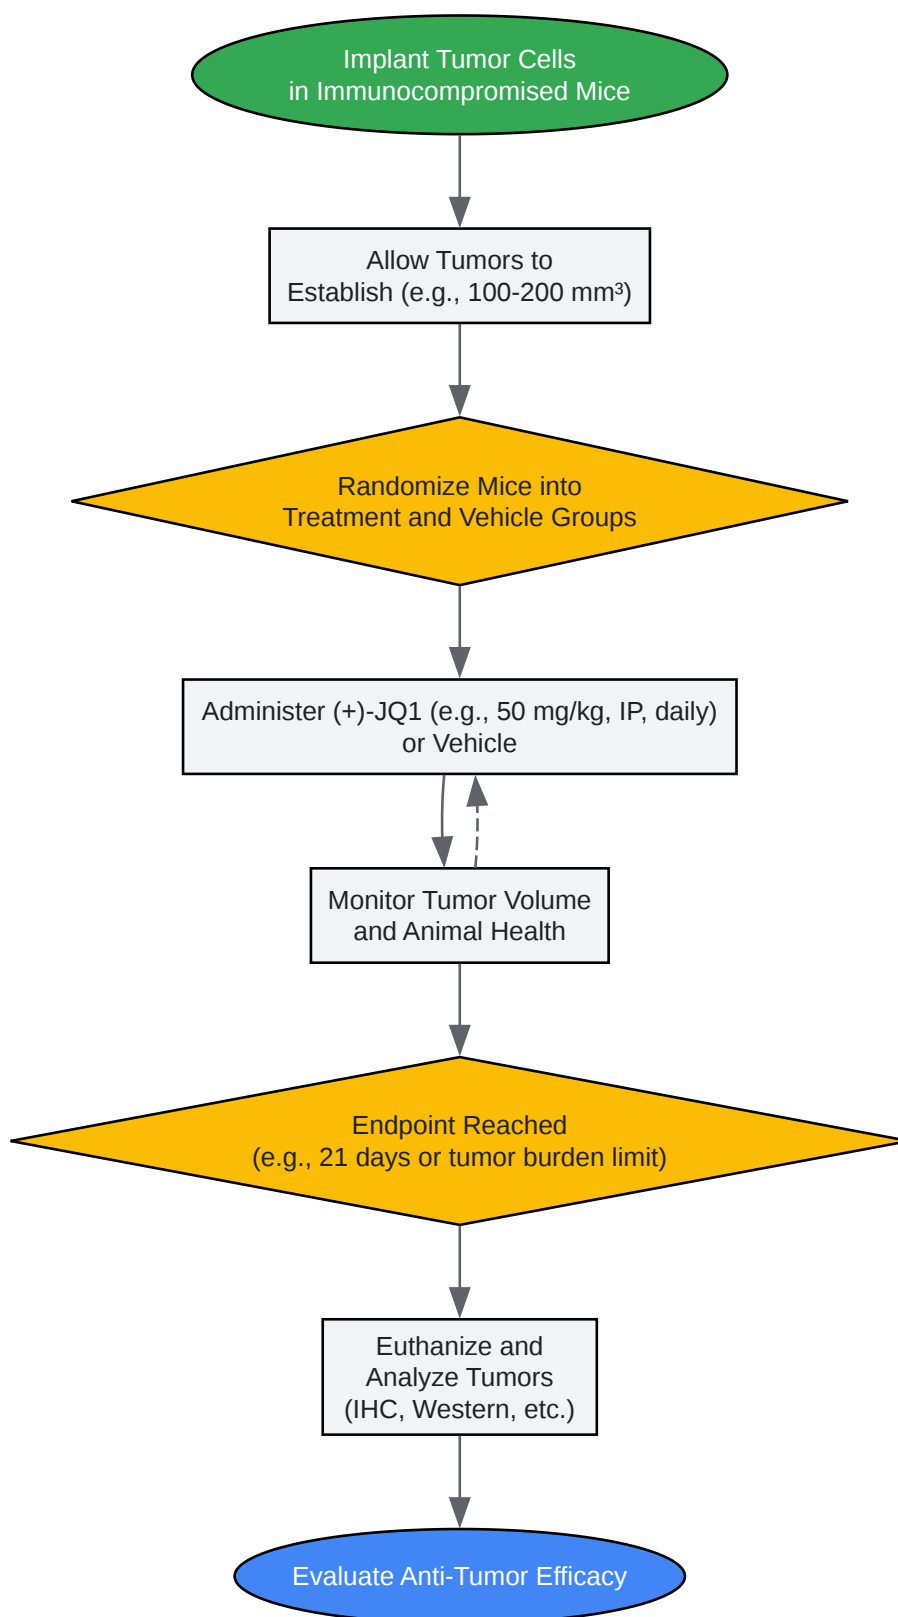 Implant Tumor Cells
in Immunocompromised Mice
Allow Tumors to
Establish (e.g., 100-200 mm³)
Randomize Mice into
Treatment and Vehicle Groups
Administer (+)-JQ1 (e.g., 50 mg/kg, IP, daily)
or Vehicle
Monitor Tumor Volume
and Animal Health
Endpoint Reached
(e.g., 21 days or tumor burden limit)
Euthanize and
Analyze Tumors
(IHC, Western, etc.)
Evaluate Anti-Tumor Efficacy